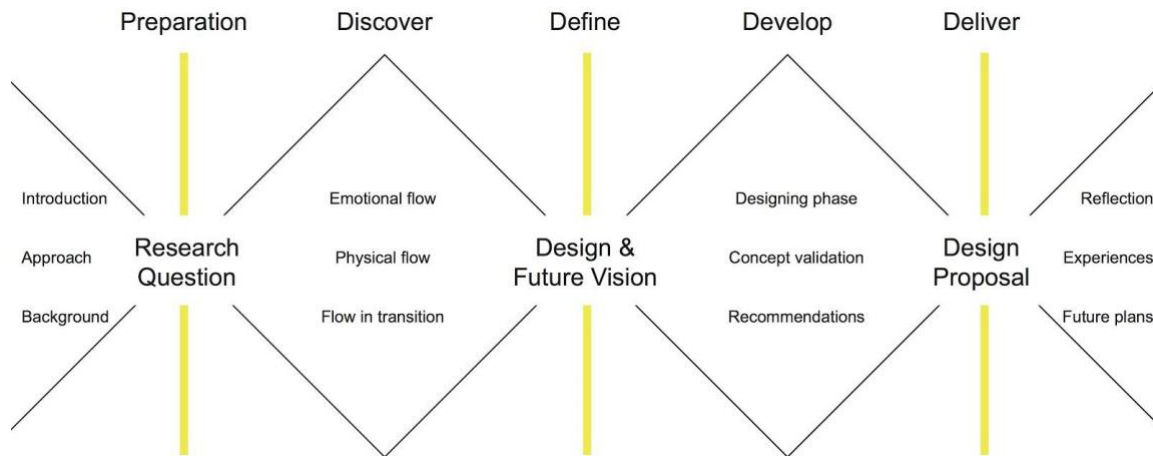 Preparation
Discover
Define
Develop
Deliver
Introduction
Approach
Background
Research
Question
Emotional flow
Physical flow
Flow in transition
Design &
Future Vision
Designing phase
Concept validation
Recommendations
Design
Proposal
Reflection
Experiences
Future plans